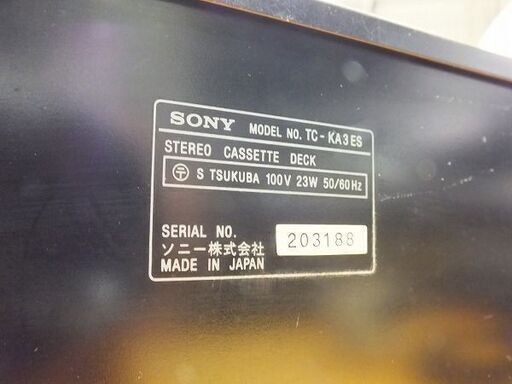 SONY MODEL NO. TC-KA3ES
STEREO CASSETTE DECK
〒 S TSUKUBA 100V 23W 50/60Hz
SERIAL NO. 203188
ソニー株式会社
MADE IN JAPAN